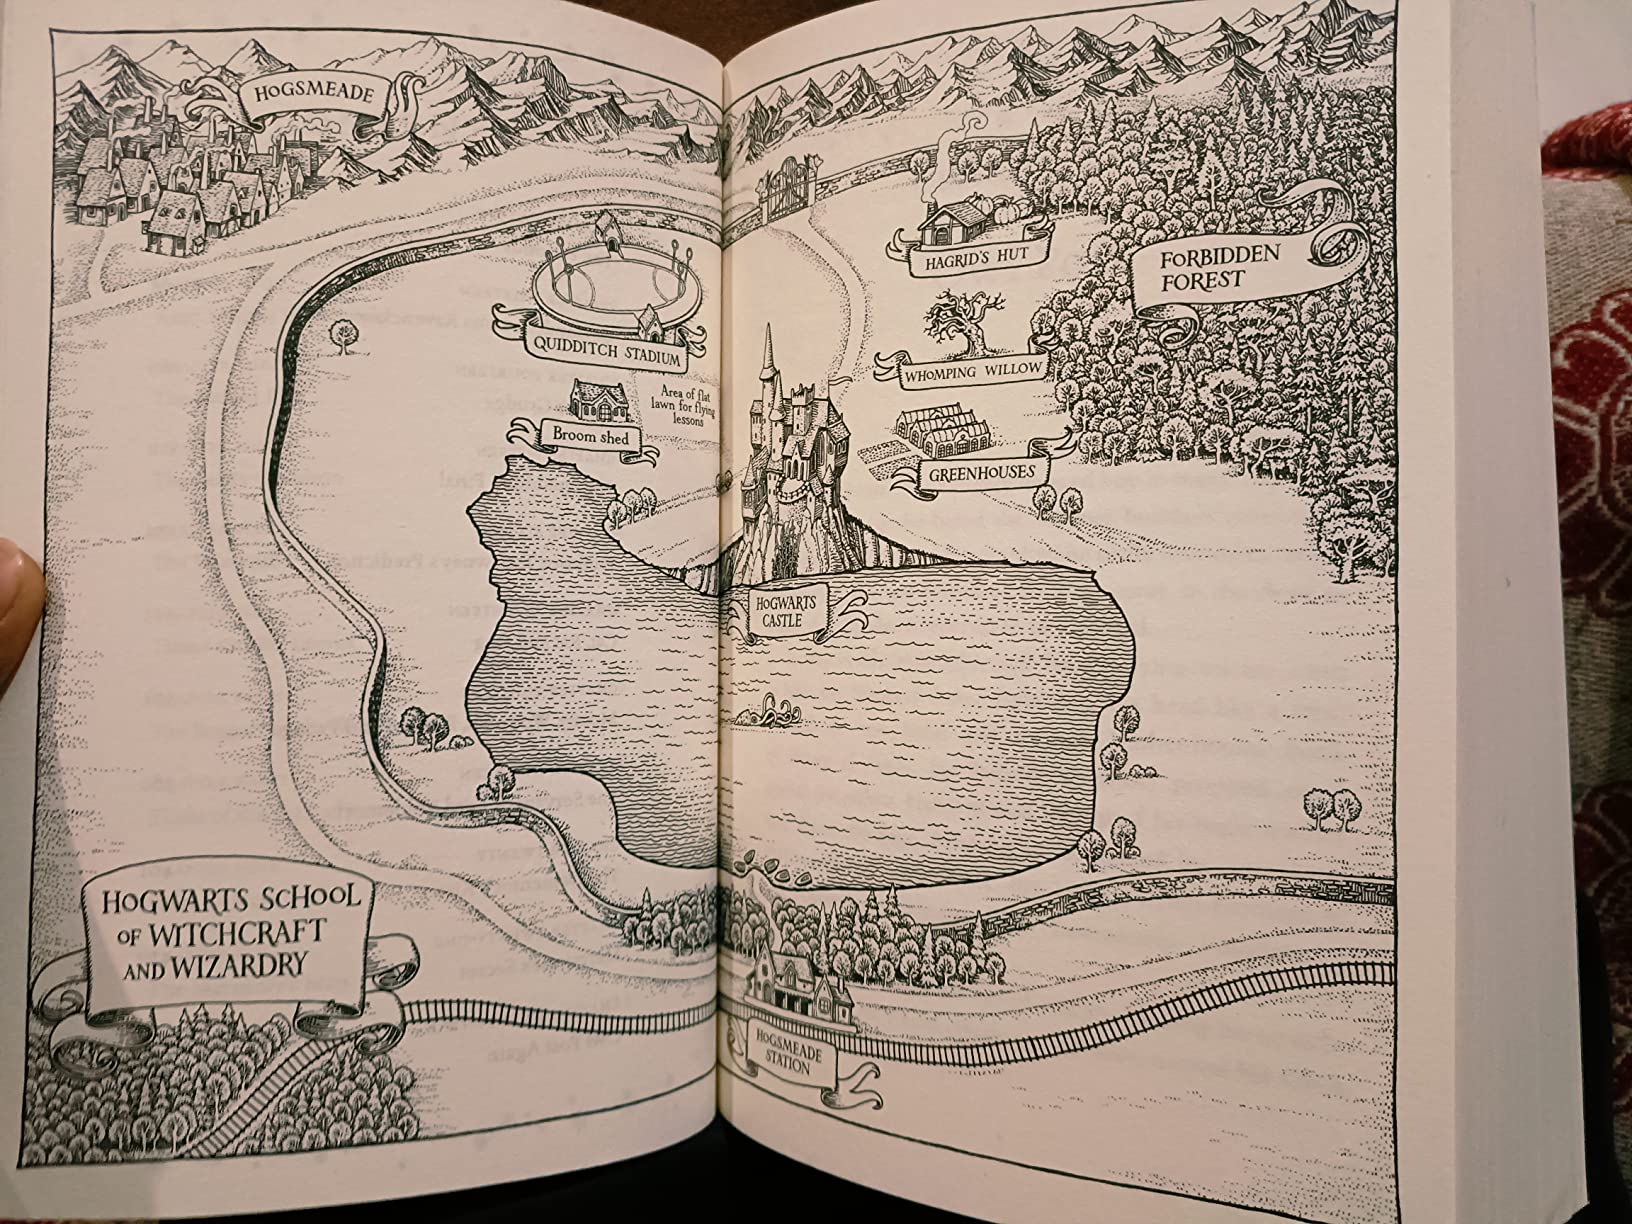 HOGSMEADE
HAGRID'S HUT
FORBIDDEN
FOREST
QUIDDITCH STADIUM
WHOMPING WILLOW
Area of flat
lawn for flying
lessons
Broom shed
GREENHOUSES
HOGWARTS
CASTLE
HOGWARTS SCHOOL
OF WITCHCRAFT
AND WIZARDRY
HOGSMEADE
STATION